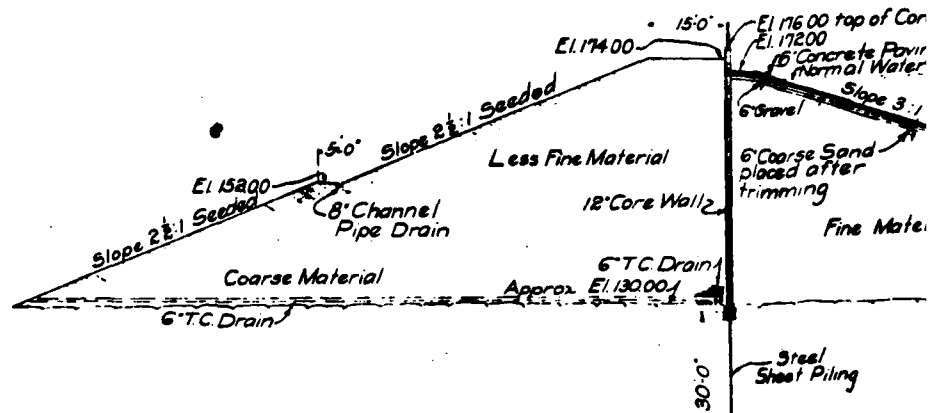 15'-0"
El. 176.00 top of Cor
El. 174.00
El. 172.00
6" Concrete Pavin
Normal Water
Slope 3:1
6" Gravel
Slope 2½:1 Seeded
5'-0"
Less Fine Material
6" Coarse Sand
placed after
trimming
El. 152.00
8" Channel
Pipe Drain
12" Core Wall
Slope 2½:1 Seeded
Fine Mater
Coarse Material
6" T.C. Drain
Approx. El. 130.00
6" T.C. Drain
30'-0"
Steel
Sheet Piling